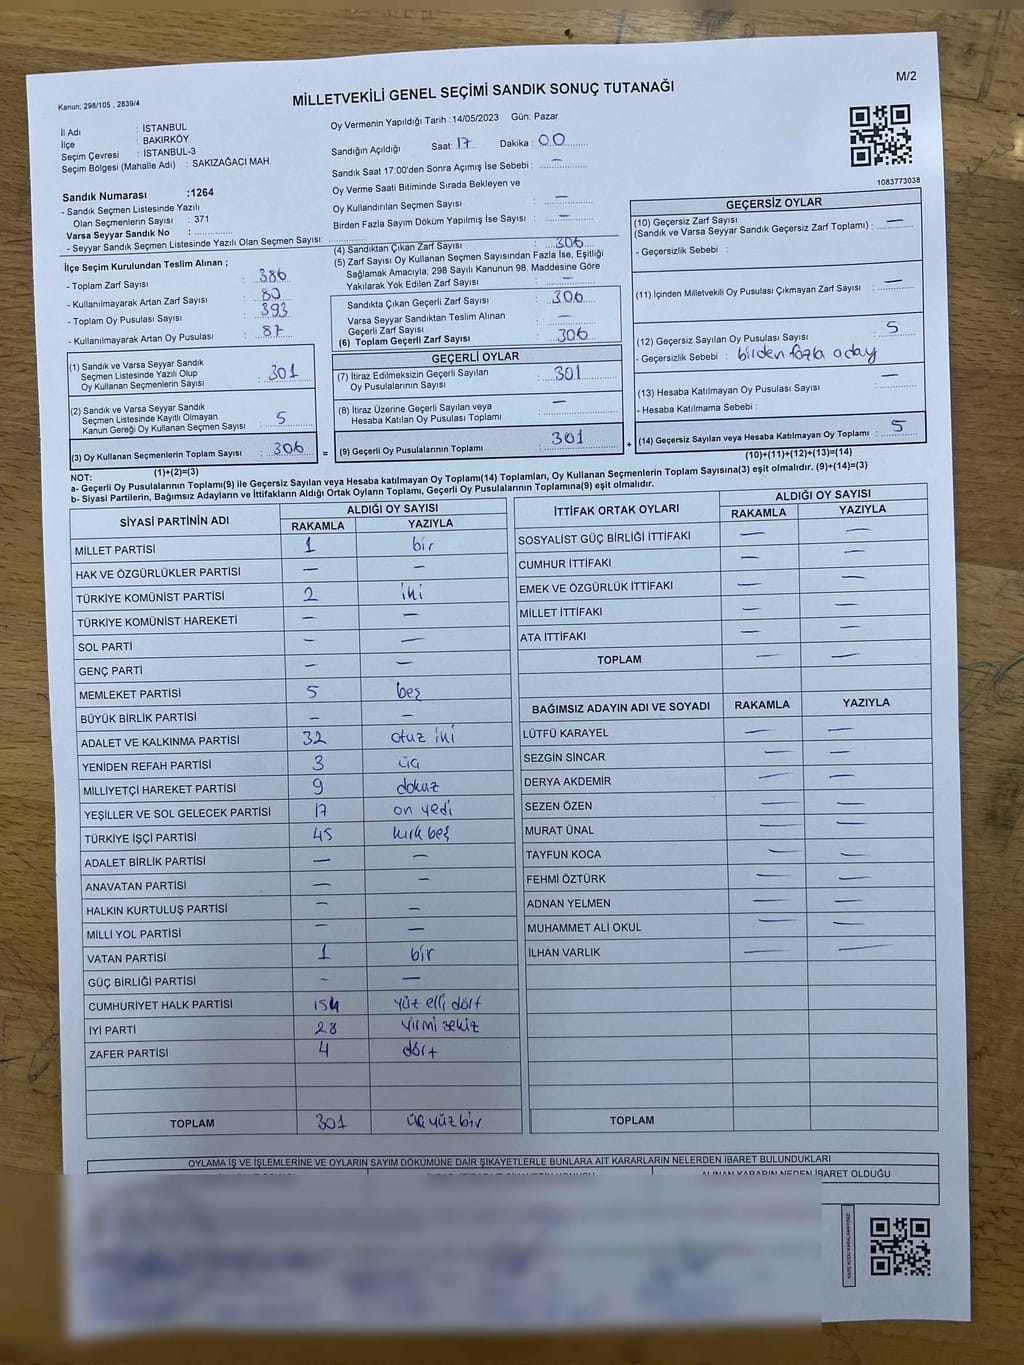 Kanun; 298/105 , 2839/4
MİLLETVEKİLİ GENEL SEÇİMİ SANDIK SONUÇ TUTANAĞI
M/2
İl Adı : İSTANBUL
İlçe : BAKIRKÖY
Seçim Çevresi : İSTANBUL-3
Seçim Bölgesi (Mahalle Adı) : SAKIZAĞACI MAH.
Oy Vermenin Yapıldığı Tarih :14/05/2023 Gün: Pazar
Sandığın Açıldığı Saat: 17 Dakika : 00
Sandık Saat 17:00'den Sonra Açımış İse Sebebi : —
Oy Verme Saati Bitiminde Sırada Bekleyen ve
Oy Kullandırılan Seçmen Sayısı : —
Birden Fazla Sayım Döküm Yapılmış İse Sayısı : —
1083773038
Sandık Numarası :1264
- Sandık Seçmen Listesinde Yazılı
Olan Seçmenlerin Sayısı : 371
Varsa Seyyar Sandık No :
- Seyyar Sandık Seçmen Listesinde Yazılı Olan Seçmen Sayısı:
İlçe Seçim Kurulundan Teslim Alınan ;
- Toplam Zarf Sayısı : 386
- Kullanılmayarak Artan Zarf Sayısı : 80
- Toplam Oy Pusulası Sayısı : 393
- Kullanılmayarak Artan Oy Pusulası : 87
(1) Sandık ve Varsa Seyyar Sandık
Seçmen Listesinde Yazılı Olup
Oy Kullanan Seçmenlerin Sayısı : 301
(2) Sandık ve Varsa Seyyar Sandık
Seçmen Listesinde Kayıtlı Olmayan
Kanun Gereği Oy Kullanan Seçmen Sayısı : 5
(3) Oy Kullanan Seçmenlerin Toplam Sayısı : 306
(1)+(2)=(3)
(4) Sandıktan Çıkan Zarf Sayısı : 306
(5) Zarf Sayısı Oy Kullanan Seçmen Sayısından Fazla İse, Eşitliği
Sağlamak Amacıyla; 298 Sayılı Kanunun 98. Maddesine Göre
Yakılarak Yok Edilen Zarf Sayısı : —
Sandıkta Çıkan Geçerli Zarf Sayısı : 306
Varsa Seyyar Sandıktan Teslim Alınan
Geçerli Zarf Sayısı : —
(6) Toplam Geçerli Zarf Sayısı : 306
GEÇERLİ OYLAR
(7) İtiraz Edilmeksizin Geçerli Sayılan
Oy Pusulalarının Sayısı : 301
(8) İtiraz Üzerine Geçerli Sayılan veya
Hesaba Katılan Oy Pusulası Toplamı : —
= (9) Geçerli Oy Pusulalarının Toplamı : 301
GEÇERSİZ OYLAR
(10) Geçersiz Zarf Sayısı
(Sandık ve Varsa Seyyar Sandık Geçersiz Zarf Toplamı) : —
- Geçersizlik Sebebi :
(11) İçinden Milletvekili Oy Pusulası Çıkmayan Zarf Sayısı : —
(12) Geçersiz Sayılan Oy Pusulası Sayısı : 5
- Geçersizlik Sebebi : birden fazla aday
(13) Hesaba Katılmayan Oy Pusulası Sayısı : —
- Hesaba Katılmama Sebebi :
+ (14) Geçersiz Sayılan veya Hesaba Katılmayan Oy Toplamı : 5
(10)+(11)+(12)+(13)=(14)
NOT:
a- Geçerli Oy Pusulalarının Toplamı(9) ile Geçersiz Sayılan veya Hesaba katılmayan Oy Toplamı(14) Toplamları, Oy Kullanan Seçmenlerin Toplam Sayısına(3) eşit olmalıdır. (9)+(14)=(3)
b- Siyasi Partilerin, Bağımsız Adayların ve İttifakların Aldığı Ortak Oyların Toplamı, Geçerli Oy Pusulalarının Toplamına(9) eşit olmalıdır.
SİYASİ PARTİNİN ADI ALDIĞI OY SAYISI
RAKAMLA YAZIYLA
MİLLET PARTİSİ 1 bir
HAK VE ÖZGÜRLÜKLER PARTİSİ — —
TÜRKİYE KOMÜNİST PARTİSİ 2 iki
TÜRKİYE KOMÜNİST HAREKETİ — —
SOL PARTİ — —
GENÇ PARTİ — —
MEMLEKET PARTİSİ 5 beş
BÜYÜK BİRLİK PARTİSİ — —
ADALET VE KALKINMA PARTİSİ 32 otuz iki
YENİDEN REFAH PARTİSİ 3 üç
MİLLİYETÇİ HAREKET PARTİSİ 9 dokuz
YEŞİLLER VE SOL GELECEK PARTİSİ 17 on yedi
TÜRKİYE İŞÇİ PARTİSİ 45 kırk beş
ADALET BİRLİK PARTİSİ — —
ANAVATAN PARTİSİ — —
HALKIN KURTULUŞ PARTİSİ — —
MİLLİ YOL PARTİSİ — —
VATAN PARTİSİ 1 bir
GÜÇ BİRLİĞİ PARTİSİ — —
CUMHURİYET HALK PARTİSİ 154 yüz elli dört
İYİ PARTİ 28 yirmi sekiz
ZAFER PARTİSİ 4 dört
TOPLAM 301 üç yüz bir
İTTİFAK ORTAK OYLARI ALDIĞI OY SAYISI
RAKAMLA YAZIYLA
SOSYALİST GÜÇ BİRLİĞİ İTTİFAKI — —
CUMHUR İTTİFAKI — —
EMEK VE ÖZGÜRLÜK İTTİFAKI — —
MİLLET İTTİFAKI — —
ATA İTTİFAKI — —
TOPLAM — —
BAĞIMSIZ ADAYIN ADI VE SOYADI RAKAMLA YAZIYLA
LÜTFÜ KARAYEL — —
SEZGİN SİNCAR — —
DERYA AKDEMİR — —
SEZEN ÖZEN — —
MURAT ÜNAL — —
TAYFUN KOCA — —
FEHMİ ÖZTÜRK — —
ADNAN YELMEN — —
MUHAMMET ALİ OKUL — —
İLHAN VARLIK — —
TOPLAM
OYLAMA İŞ VE İŞLEMLERİNE VE OYLARIN SAYIM DÖKÜMÜNE DAİR ŞİKAYETLERLE BUNLARA AİT KARARLARIN NELERDEN İBARET BULUNDUKLARI
ALINAN KARARIN NEDEN İBARET OLDUĞU
KARE KODU KARALAMAYINIZ!